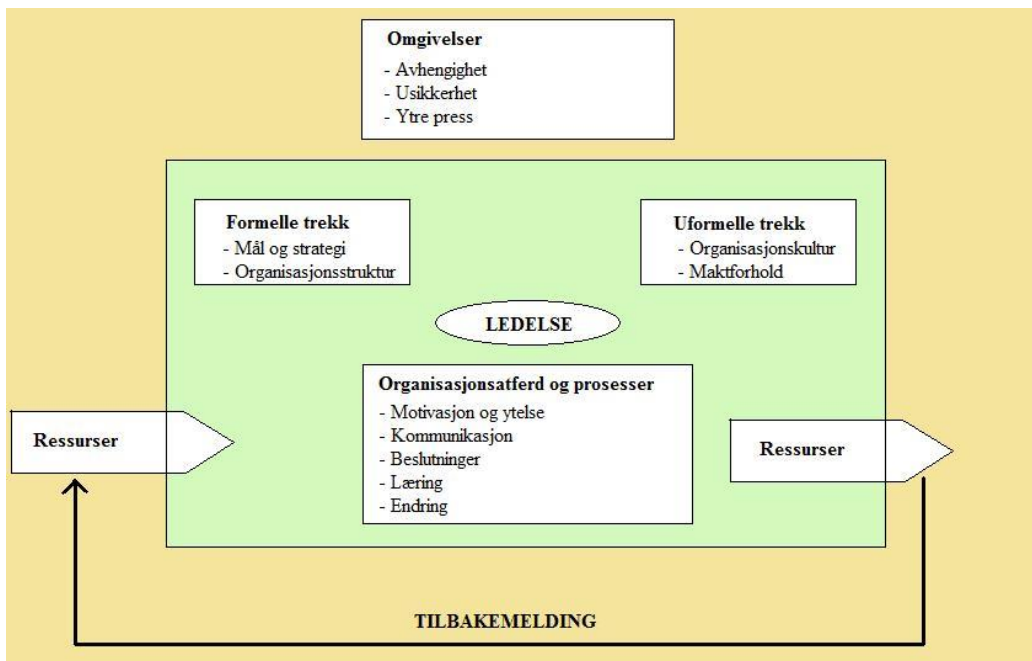 Omgivelser
- Avhengighet
- Usikkerhet
- Ytre press
Formelle trekk
- Mål og strategi
- Organisasjonsstruktur
Uformelle trekk
- Organisasjonskultur
- Maktforhold
LEDELSE
Organisasjonsatferd og prosesser
- Motivasjon og ytelse
- Kommunikasjon
- Beslutninger
- Læring
- Endring
Ressurser
Ressurser
TILBAKEMELDING